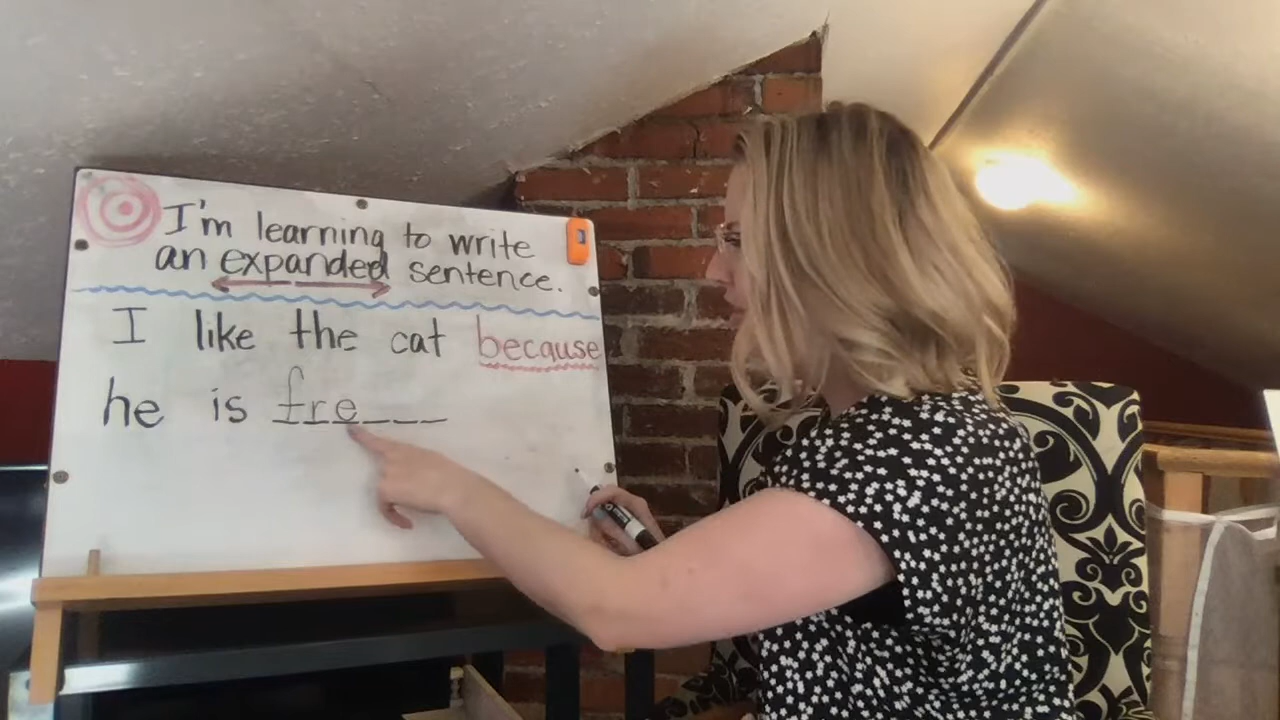 I'm learning to write
an expanded sentence.
I like the cat because
he is fre___